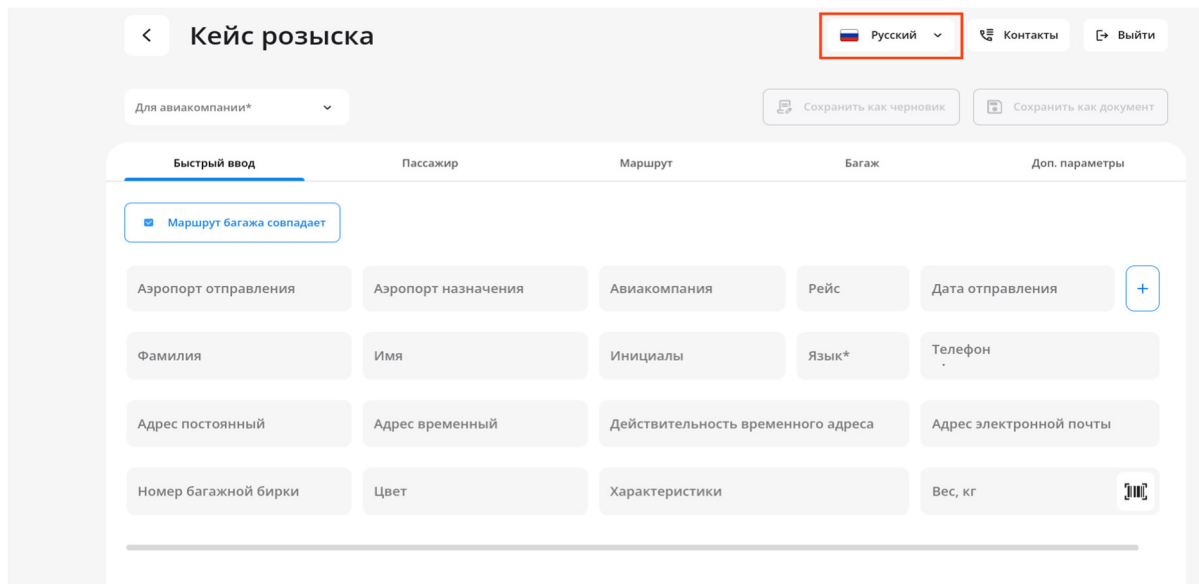 Кейс розыска
Русский
Контакты
Выйти
Для авиакомпании*
Сохранить как черновик
Сохранить как документ
Быстрый ввод
Пассажир
Маршрут
Багаж
Доп. параметры
Маршрут багажа совпадает
Аэропорт отправления
Аэропорт назначения
Авиакомпания
Рейс
Дата отправления
+
Фамилия
Имя
Инициалы
Язык*
Телефон
Адрес постоянный
Адрес временный
Действительность временного адреса
Адрес электронной почты
Номер багажной бирки
Цвет
Характеристики
Вес, кг